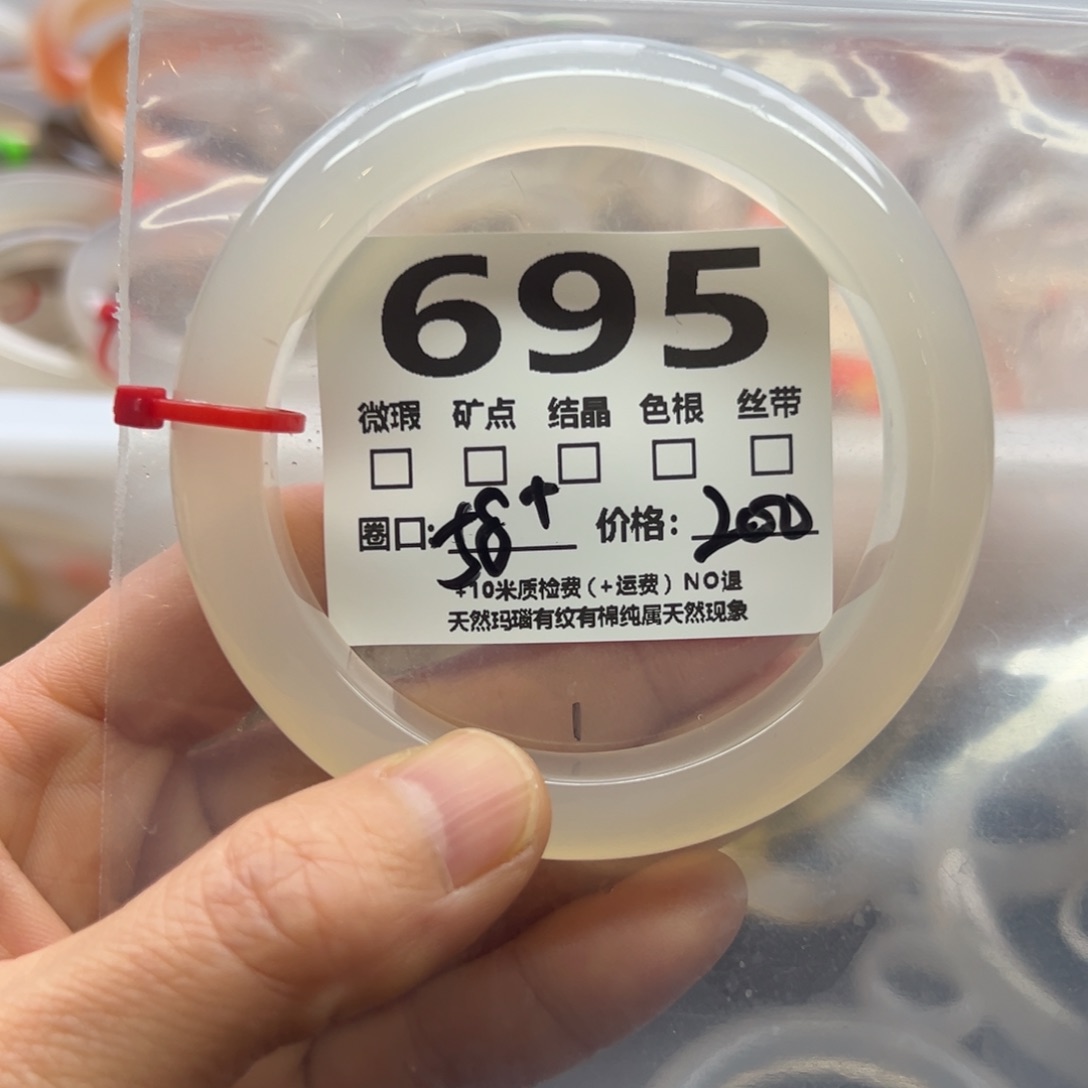 695
微瑕 矿点 结晶 色根 丝带
圈口: 58+ 价格: 200
+10米质检费(+运费)NO退
天然玛瑙有纹有棉纯属天然现象